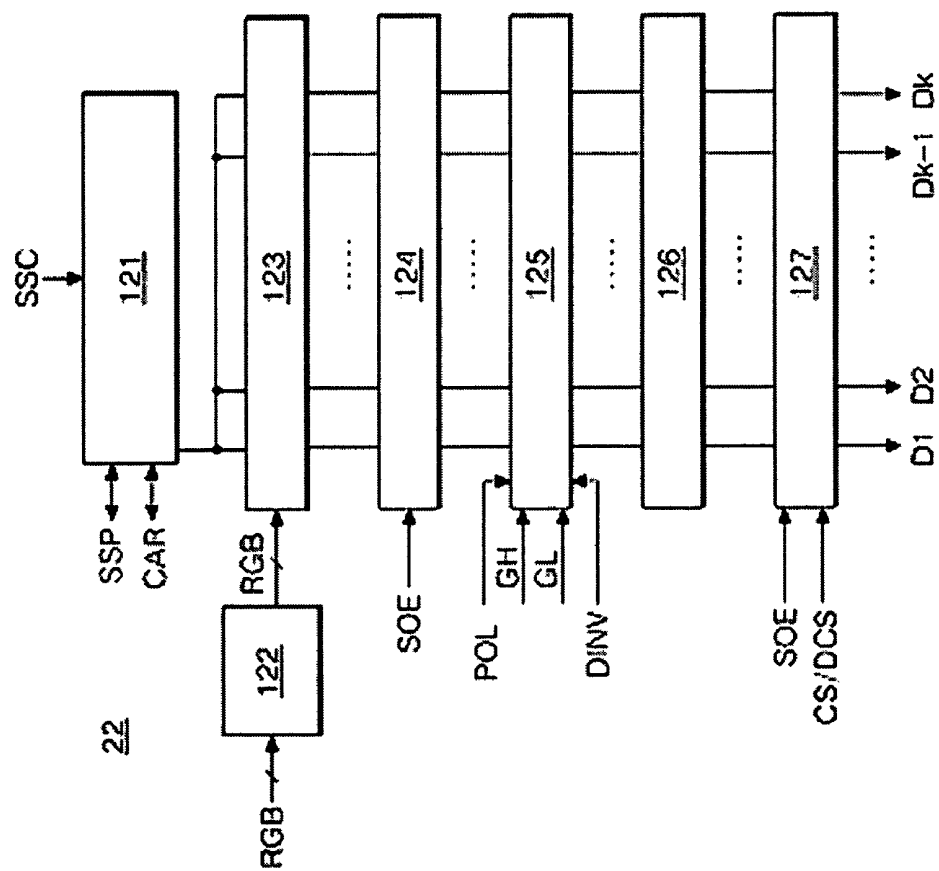 22
SSC
121
SSP
CAR
RGB
122
RGB
123
.....
SOE
124
.....
POL
GH
GL
DINV
125
.....
126
.....
SOE
CS/DCS
127
.....
D1
D2
Dk-1
Dk